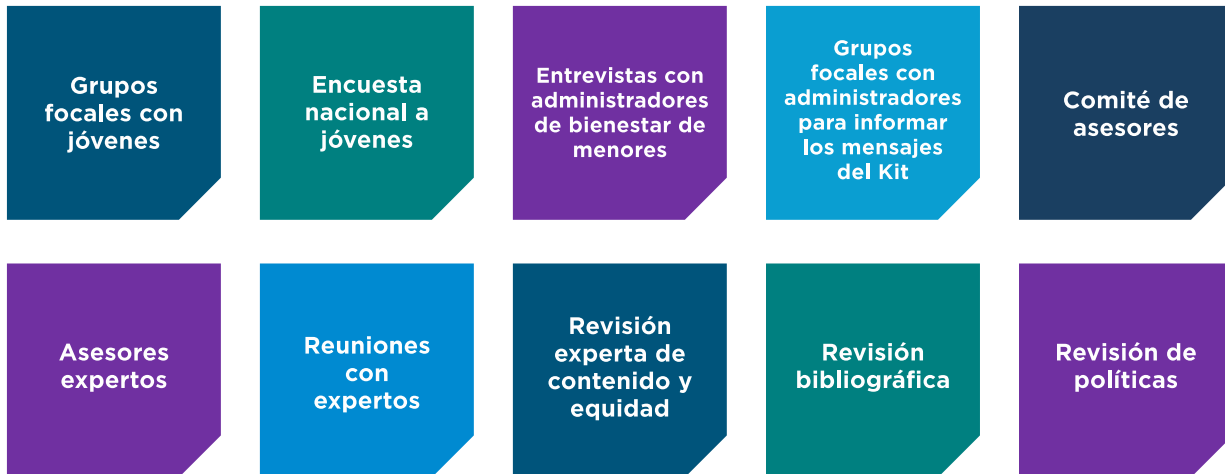 Grupos
focales con
jóvenes
Encuesta
nacional a
jóvenes
Entrevistas con
administradores
de bienestar de
menores
Grupos
focales con
administradores
para informar
los mensajes
del Kit
Comité de
asesores
Asesores
expertos
Reuniones
con
expertos
Revisión
experta de
contenido y
equidad
Revisión
bibliográfica
Revisión de
políticas